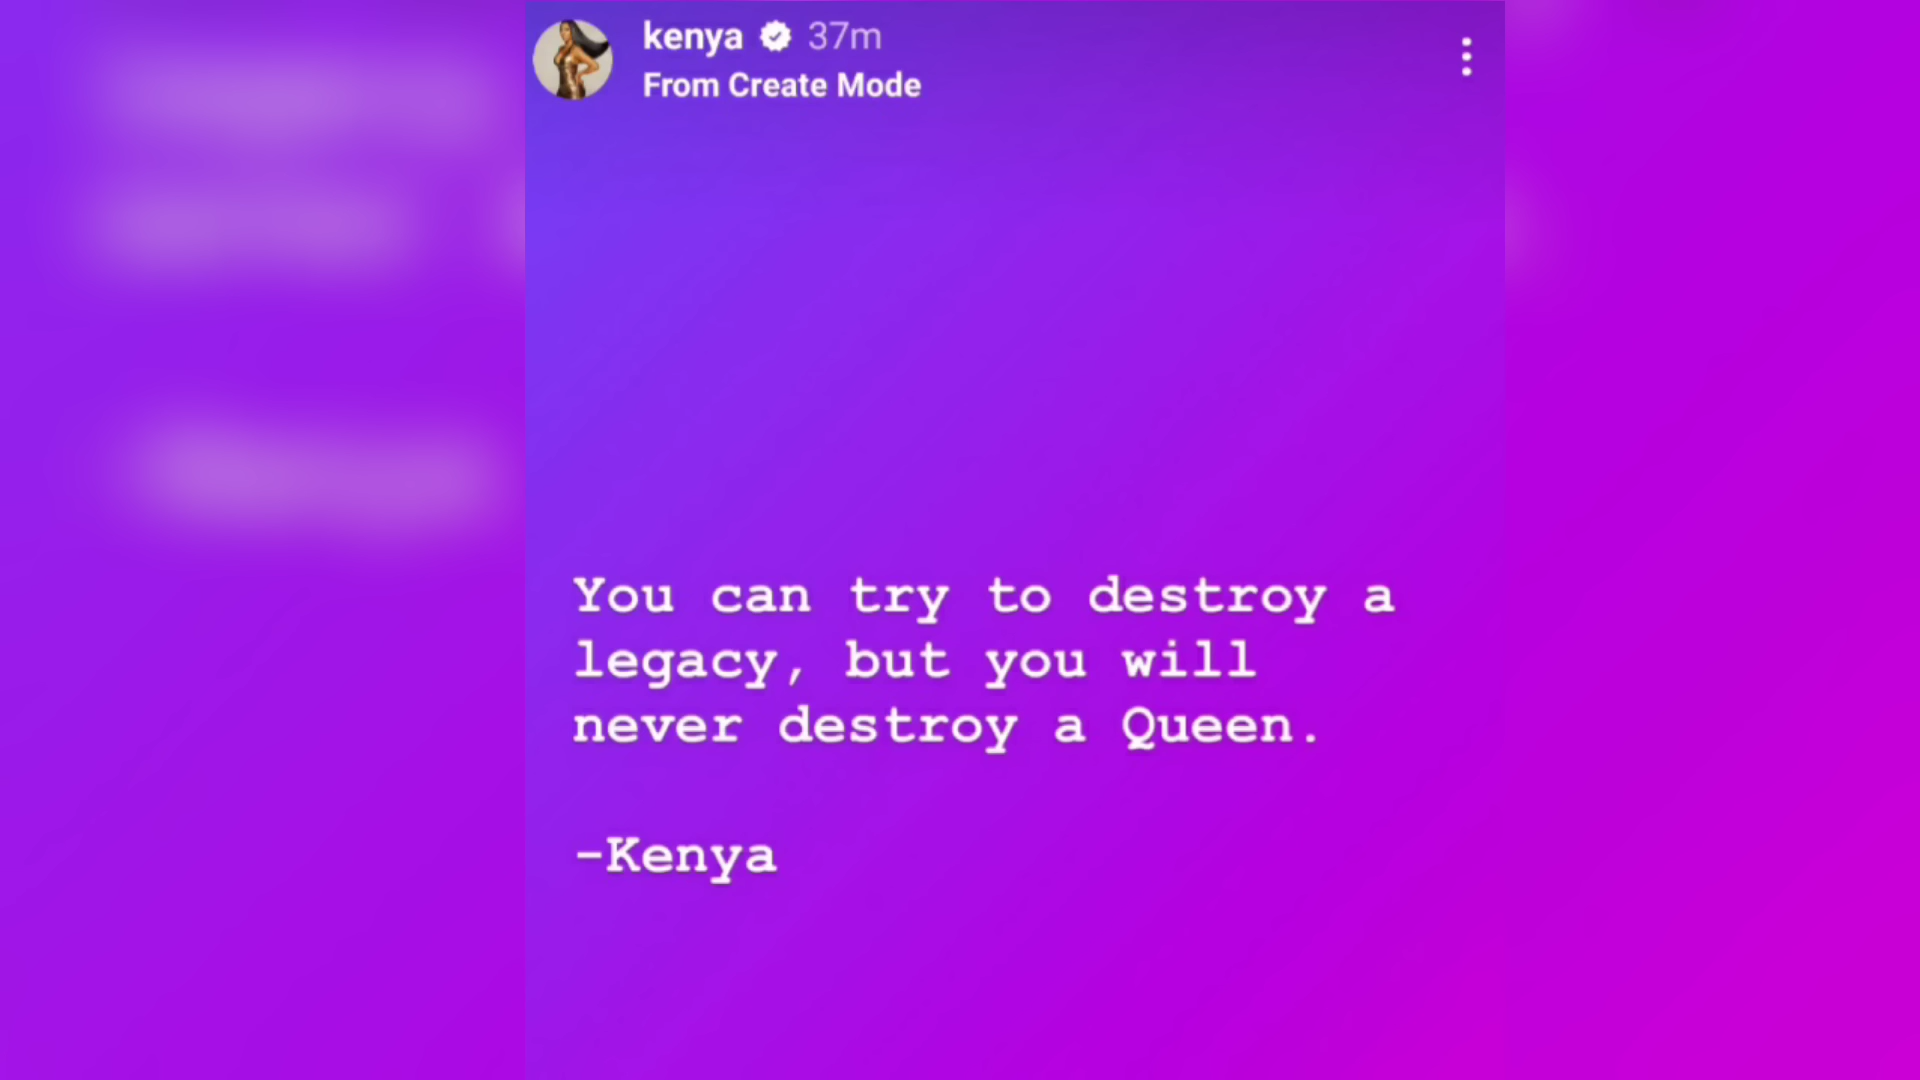 kenya 37m
From Create Mode
You can try to destroy a
legacy, but you will
never destroy a Queen.
-Kenya